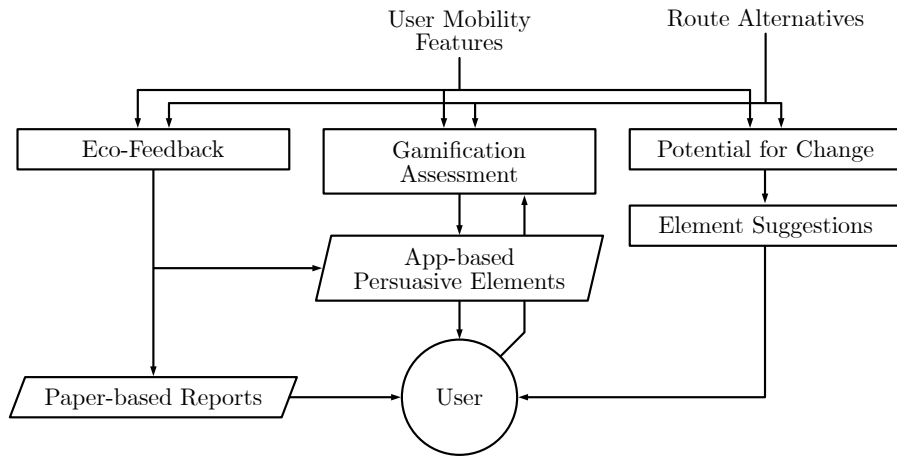 User Mobility
Features
Route Alternatives
Eco-Feedback
Gamification
Assessment
Potential for Change
Element Suggestions
App-based
Persuasive Elements
Paper-based Reports
User